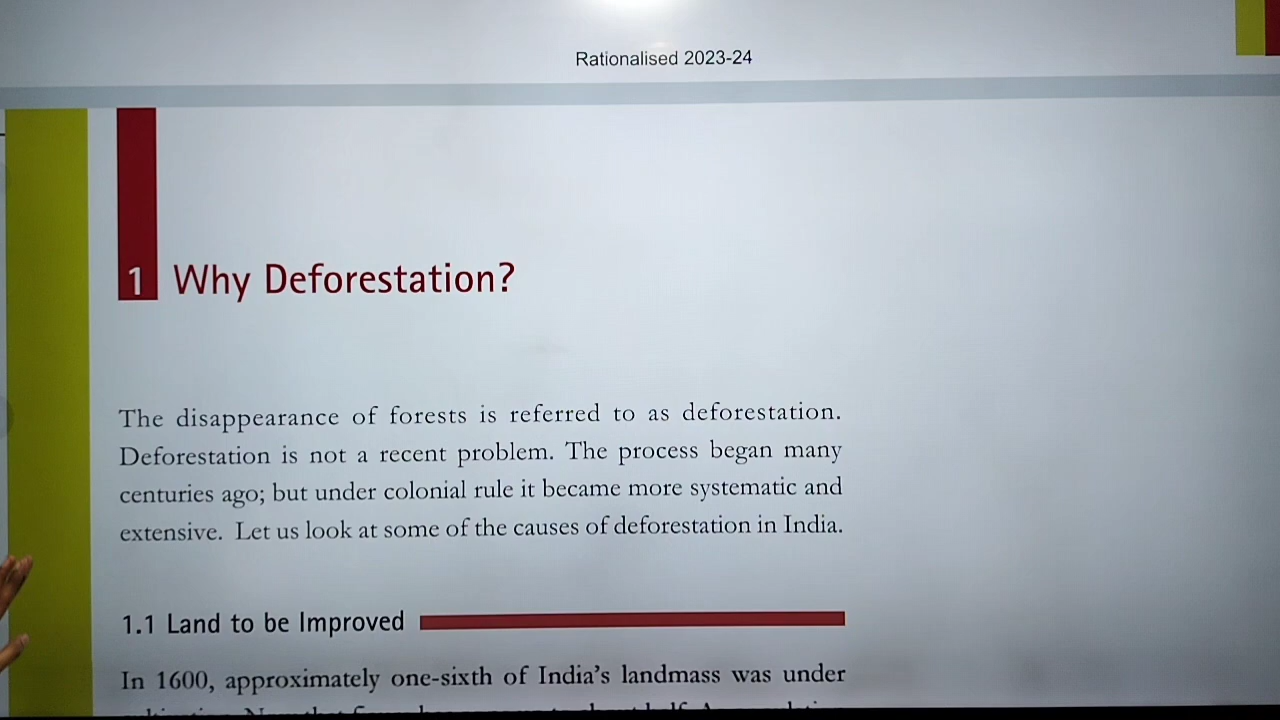 Rationalised 2023-24
1 Why Deforestation?
The disappearance of forests is referred to as deforestation.
Deforestation is not a recent problem. The process began many
centuries ago; but under colonial rule it became more systematic and
extensive. Let us look at some of the causes of deforestation in India.
1.1 Land to be Improved
In 1600, approximately one-sixth of India’s landmass was under